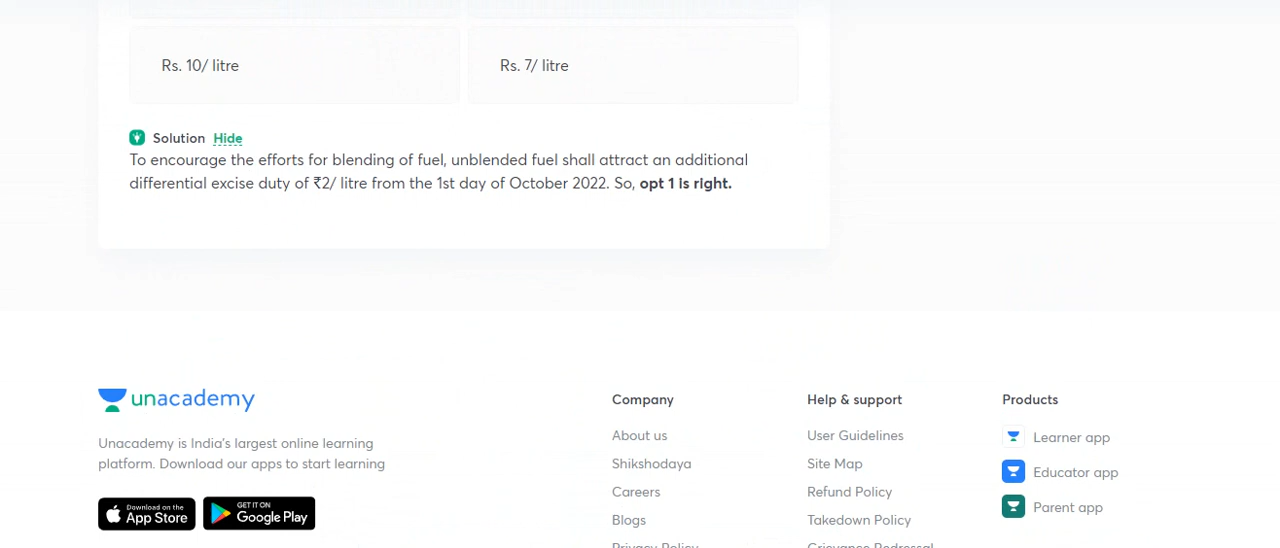 Rs. 10/ litre
Rs. 7/ litre
Solution Hide
To encourage the efforts for blending of fuel, unblended fuel shall attract an additional
differential excise duty of ₹2/ litre from the 1st day of October 2022. So, opt 1 is right.
unacademy
Unacademy is India's largest online learning
platform. Download our apps to start learning
Download on the
App Store
GET IT ON
Google Play
Company
About us
Shikshodaya
Careers
Blogs
Privacy Policy
Help & support
User Guidelines
Site Map
Refund Policy
Takedown Policy
Grievance Redressal
Products
Learner app
Educator app
Parent app